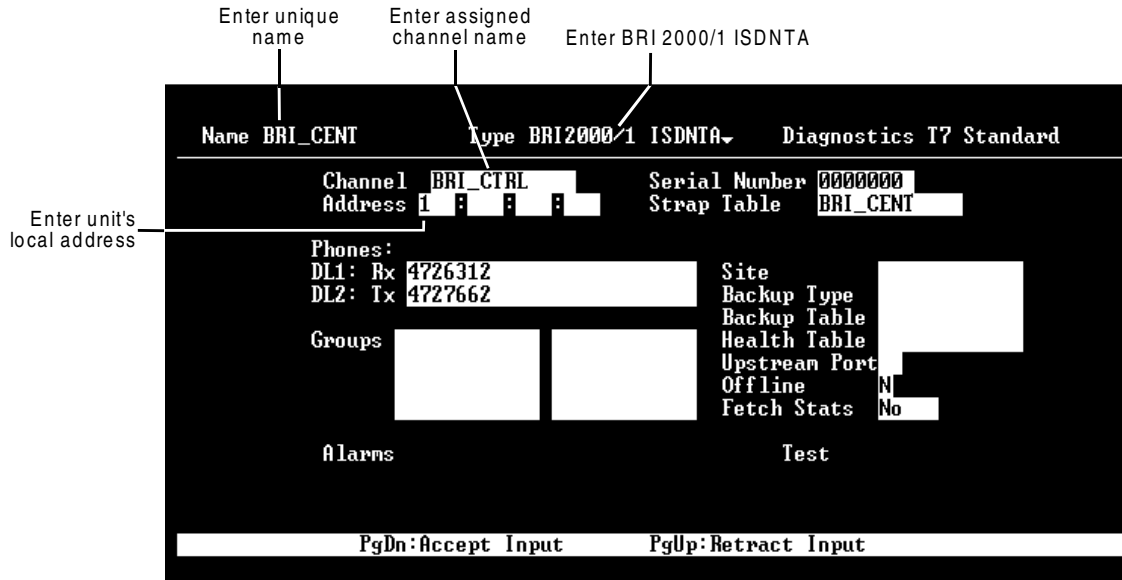 Enter unique
name
Enter assigned
channel name
Enter BRI 2000/1 ISDNTA
Name BRI_CENT Type BRI2000/1 ISDNTA Diagnostics T7 Standard
Channel BRI_CTRL Serial Number 0000000
Address 1 : : : Strap Table BRI_CENT
Enter unit's
local address
Phones:
DL1: Rx 4726312 Site
DL2: Tx 4727662 Backup Type
Backup Table
Groups Health Table
Upstream Port
Offline N
Fetch Stats No
Alarms Test
PgDn:Accept Input PgUp:Retract Input